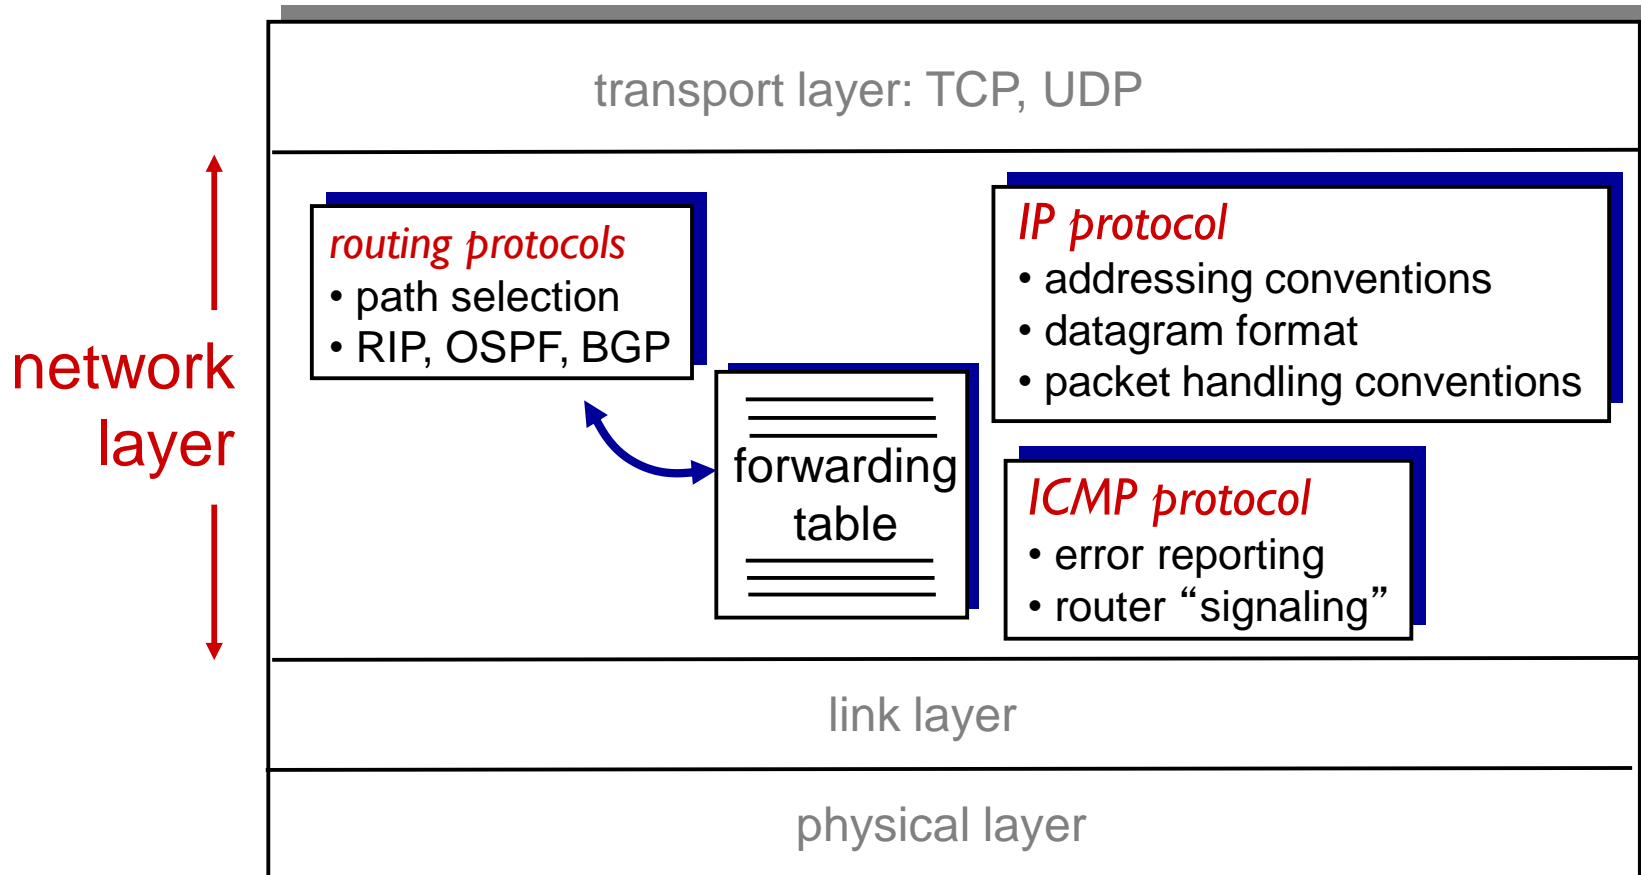 transport layer: TCP, UDP
network
layer
routing protocols
• path selection
• RIP, OSPF, BGP
forwarding
table
IP protocol
• addressing conventions
• datagram format
• packet handling conventions
ICMP protocol
• error reporting
• router “signaling”
link layer
physical layer